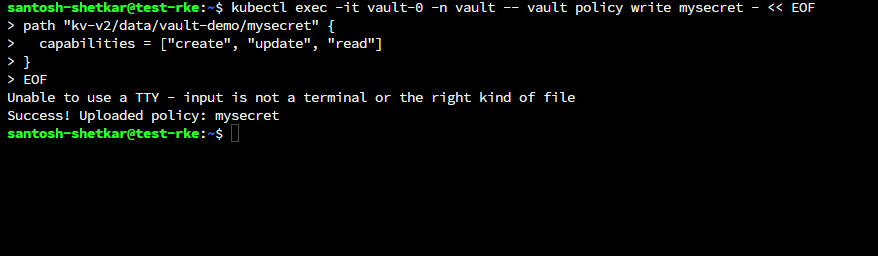 santosh-shetkar@test-rke:~$ kubectl exec -it vault-0 -n vault -- vault policy write mysecret - << EOF
> path "kv-v2/data/vault-demo/mysecret" {
>   capabilities = ["create", "update", "read"]
> }
> EOF
Unable to use a TTY - input is not a terminal or the right kind of file
Success! Uploaded policy: mysecret
santosh-shetkar@test-rke:~$